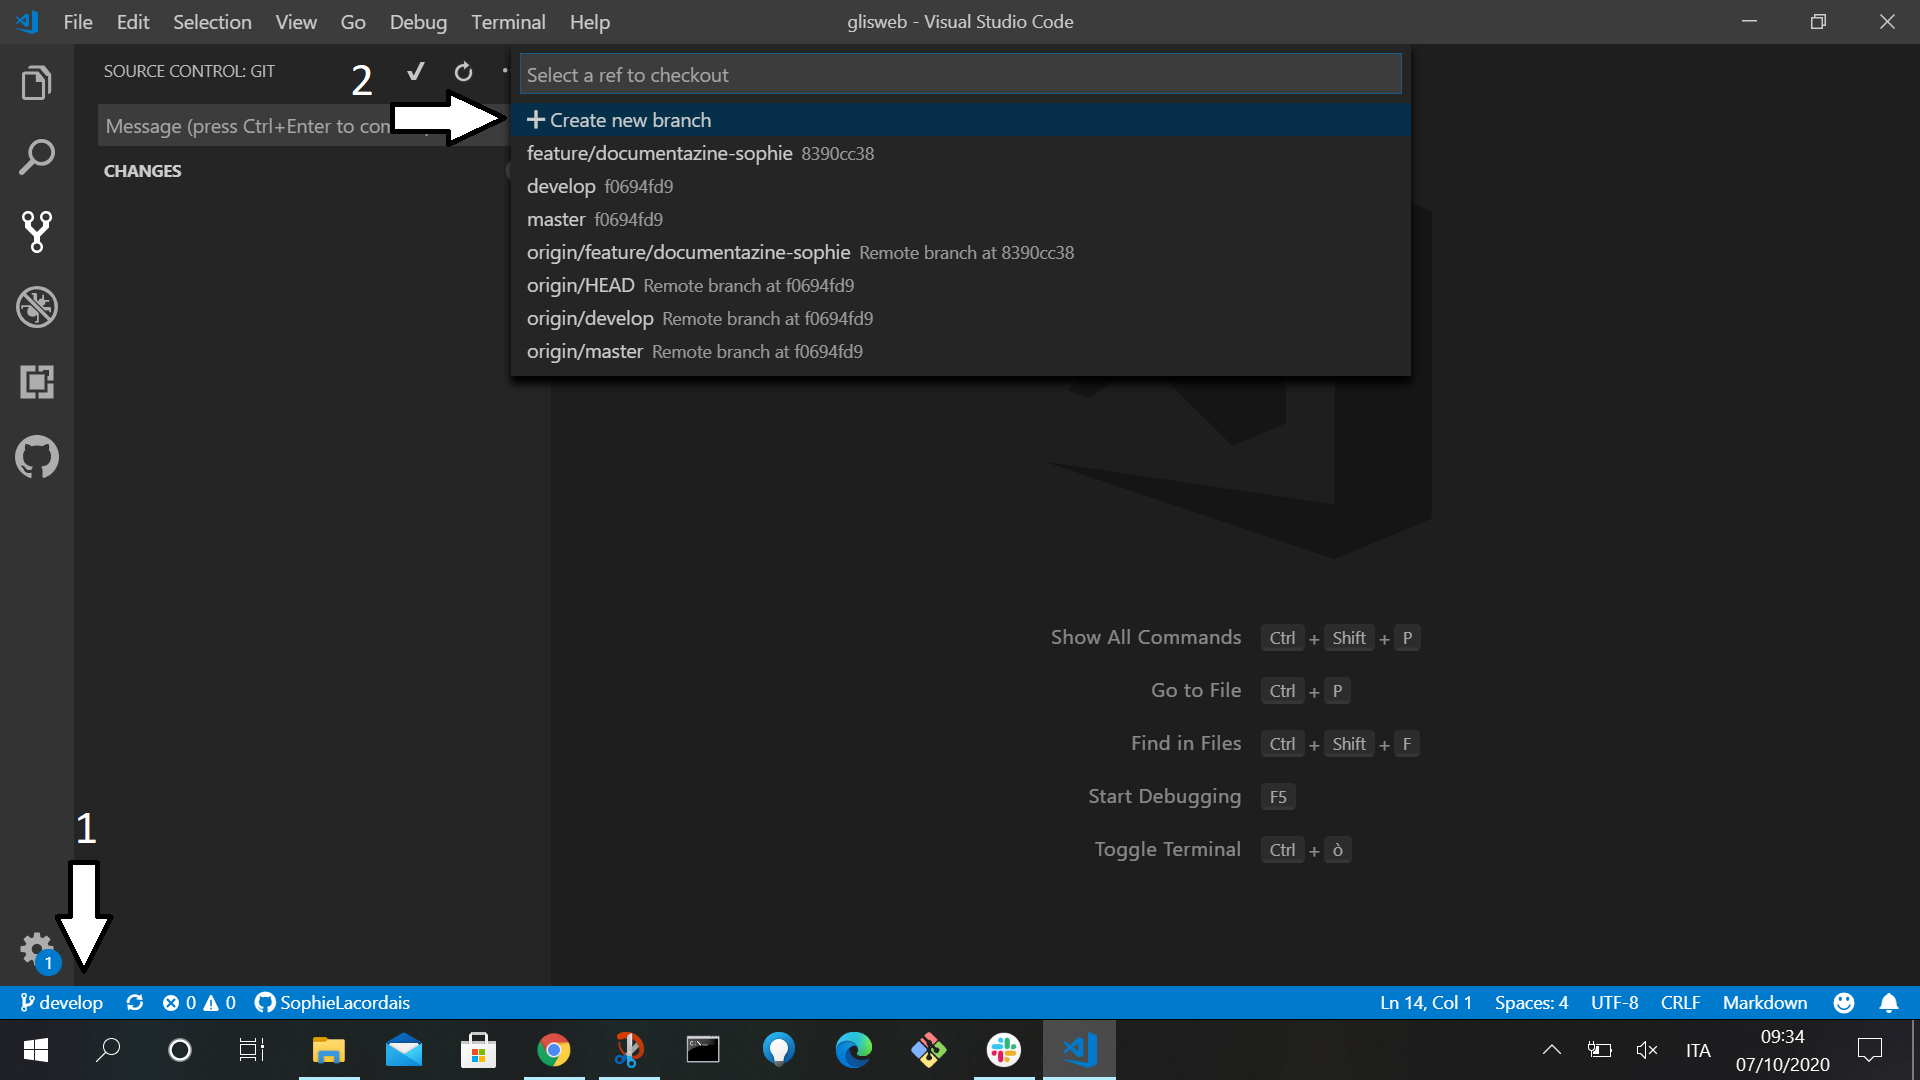 File Edit Selection View Go Debug Terminal Help
glisweb - Visual Studio Code
SOURCE CONTROL: GIT
2
Message (press Ctrl+Enter to
CHANGES
Select a ref to checkout
Create new branch
feature/documentazine-sophie 8390cc38
develop f0694fd9
master f0694fd9
origin/feature/documentazine-sophie Remote branch at 8390cc38
origin/HEAD Remote branch at f0694fd9
origin/develop Remote branch at f0694fd9
origin/master Remote branch at f0694fd9
Show All Commands Ctrl + Shift + P
Go to File Ctrl + P
Find in Files Ctrl + Shift + F
Start Debugging F5
Toggle Terminal Ctrl + ò
1
1
develop 0 0 SophieLacordais
Ln 14, Col 1 Spaces: 4 UTF-8 CRLF Markdown
ITA
09:34
07/10/2020